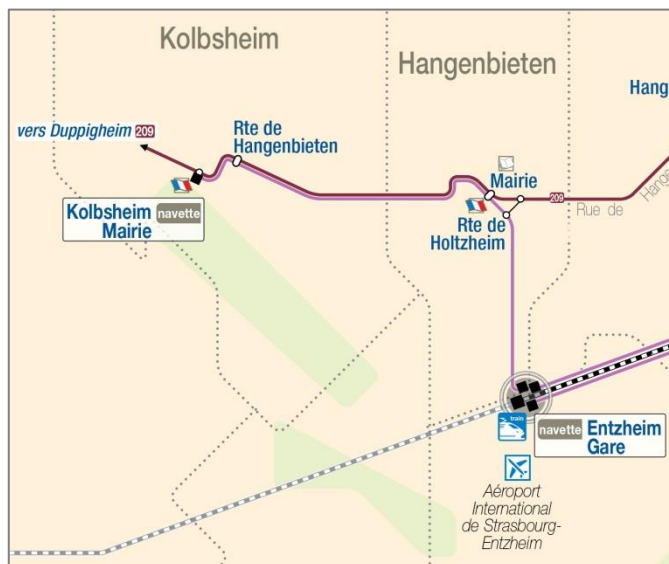 Kolbsheim
Hangenbieten
Hang
vers Duppigheim 209
Rte de
Hangenbieten
Mairie
Kolbsheim navette
Mairie
Rte de
Holtzheim
209
Rue de Hange
train
navette Entzheim
Gare
Aéroport
International
de Strasbourg-
Entzheim